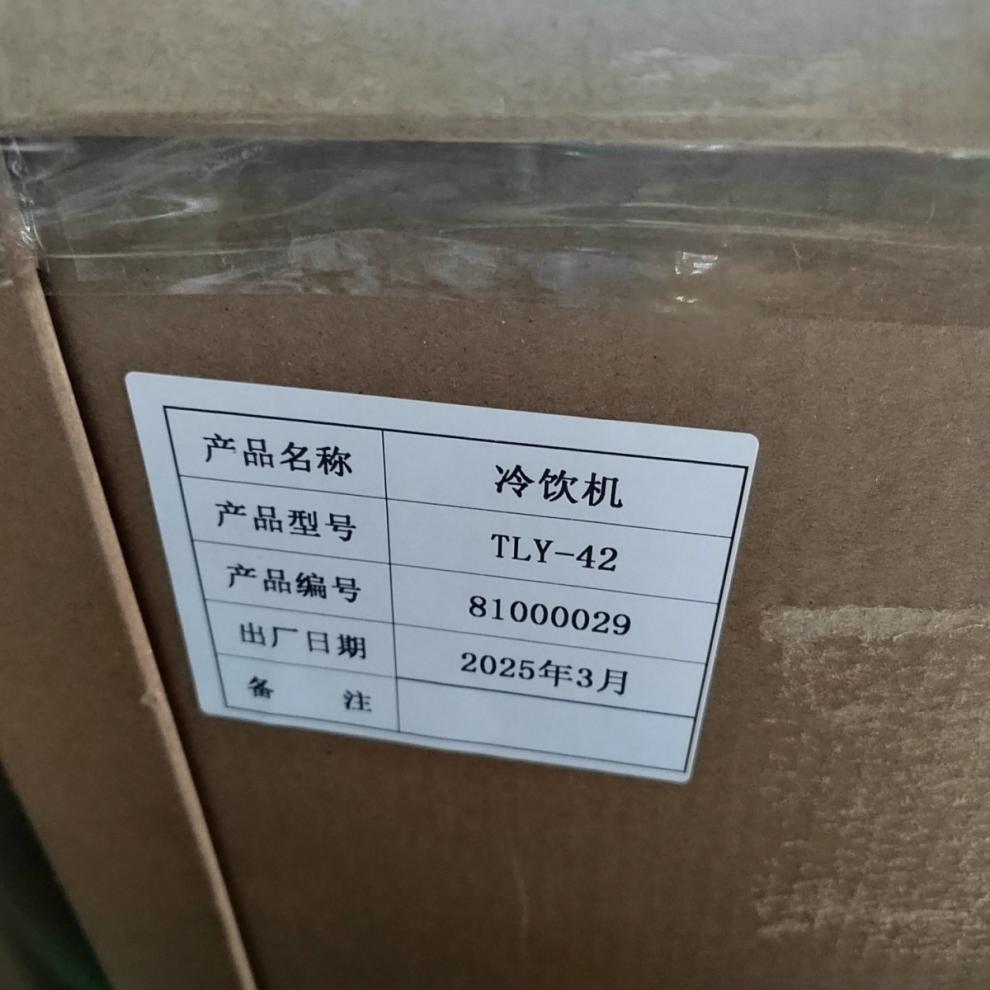 产品名称 冷饮机
产品型号 TLY-42
产品编号 81000029
出厂日期 2025年3月
备 注